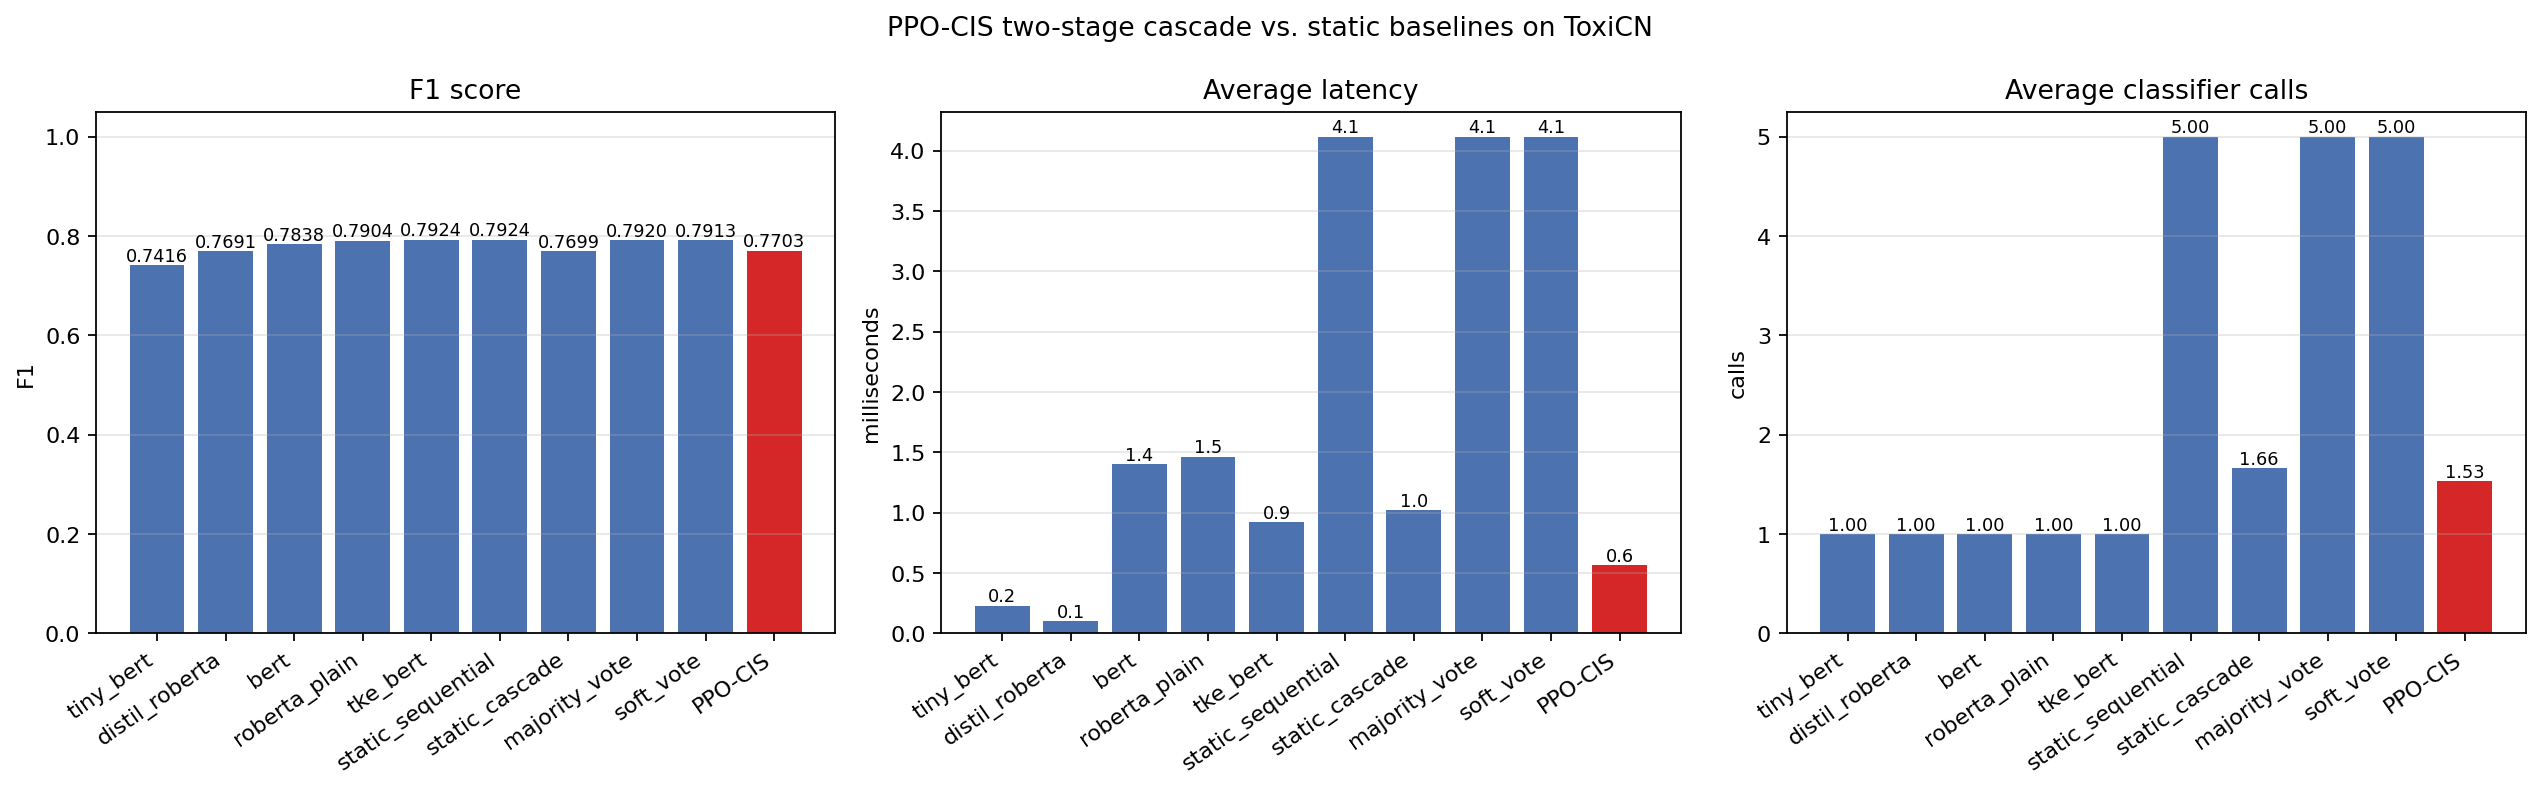 PPO-CIS two-stage cascade vs. static baselines on ToxiCN
F1 score
F1
1.0
0.8
0.6
0.4
0.2
0.0
0.7416
0.7691
0.7838
0.7904
0.7924
0.7924
0.7699
0.7920
0.7913
0.7703
tiny_bert
distil_roberta
bert
roberta_plain
tke_bert
static_sequential
static_cascade
majority_vote
soft_vote
PPO-CIS
Average latency
milliseconds
4.0
3.5
3.0
2.5
2.0
1.5
1.0
0.5
0.0
0.2
0.1
1.4
1.5
0.9
4.1
1.0
4.1
4.1
0.6
tiny_bert
distil_roberta
bert
roberta_plain
tke_bert
static_sequential
static_cascade
majority_vote
soft_vote
PPO-CIS
Average classifier calls
calls
5
4
3
2
1
0
1.00
1.00
1.00
1.00
1.00
5.00
1.66
5.00
5.00
1.53
tiny_bert
distil_roberta
bert
roberta_plain
tke_bert
static_sequential
static_cascade
majority_vote
soft_vote
PPO-CIS